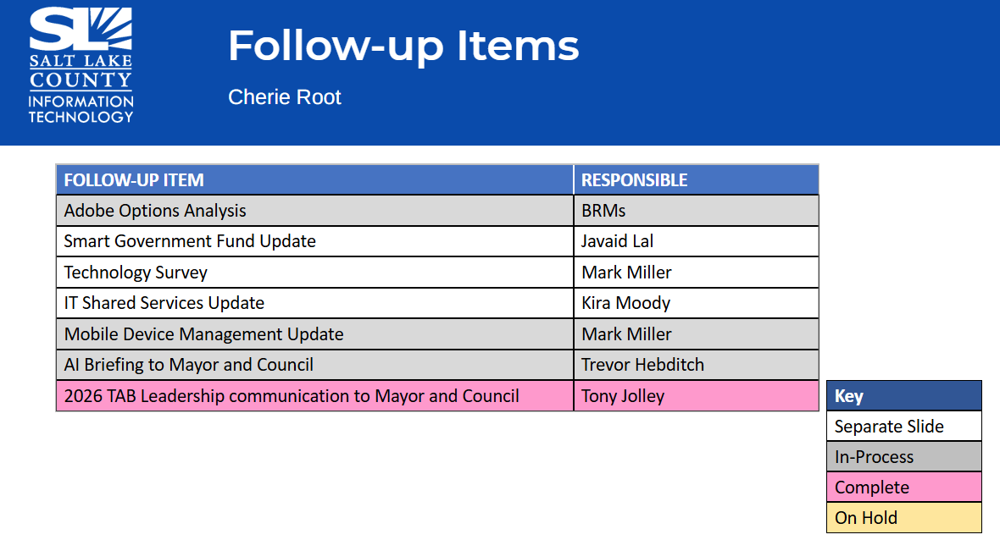 SL
SALT LAKE
COUNTY
INFORMATION
TECHNOLOGY
Follow-up Items
Cherie Root
FOLLOW-UP ITEM RESPONSIBLE
Adobe Options Analysis BRMs
Smart Government Fund Update Javaid Lal
Technology Survey Mark Miller
IT Shared Services Update Kira Moody
Mobile Device Management Update Mark Miller
AI Briefing to Mayor and Council Trevor Hebditch
2026 TAB Leadership communication to Mayor and Council Tony Jolley
Key
Separate Slide
In-Process
Complete
On Hold